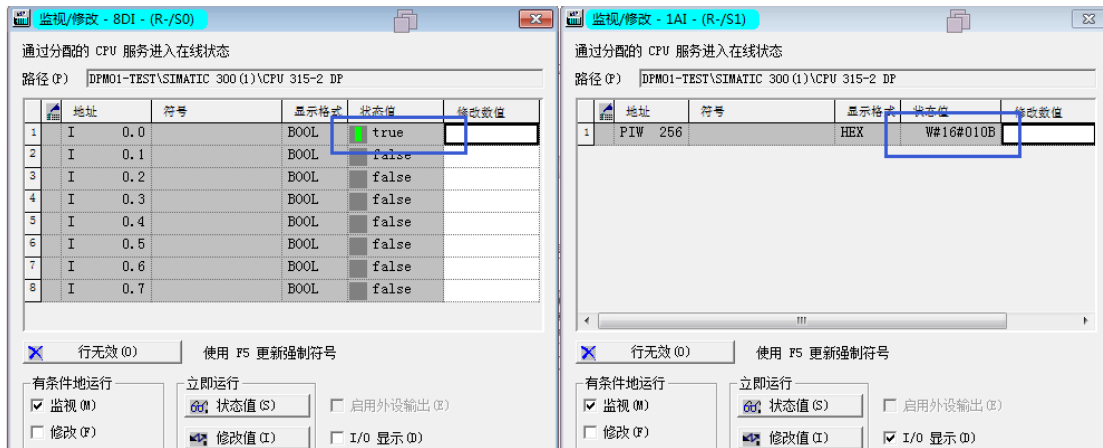 监视/修改 - 8DI - (R-/S0)
通过分配的 CPU 服务进入在线状态
路径(P) DPM01-TEST\SIMATIC 300(1)\CPU 315-2 DP
地址 符号 显示格式 状态值 修改数值
1 I 0.0 BOOL true
2 I 0.1 BOOL false
3 I 0.2 BOOL false
4 I 0.3 BOOL false
5 I 0.4 BOOL false
6 I 0.5 BOOL false
7 I 0.6 BOOL false
8 I 0.7 BOOL false
行无效(O) 使用 F5 更新强制符号
有条件地运行 立即运行
监视(M) 状态值(S) 启用外设输出(E)
修改(F) 修改值(I) I/O 显示(D)
监视/修改 - 1AI - (R-/S1)
通过分配的 CPU 服务进入在线状态
路径(P) DPM01-TEST\SIMATIC 300(1)\CPU 315-2 DP
地址 符号 显示格式 状态值 修改数值
1 PIW 256 HEX W#16#010B
行无效(O) 使用 F5 更新强制符号
有条件地运行 立即运行
监视(M) 状态值(S) 启用外设输出(E)
修改(F) 修改值(I) I/O 显示(D)